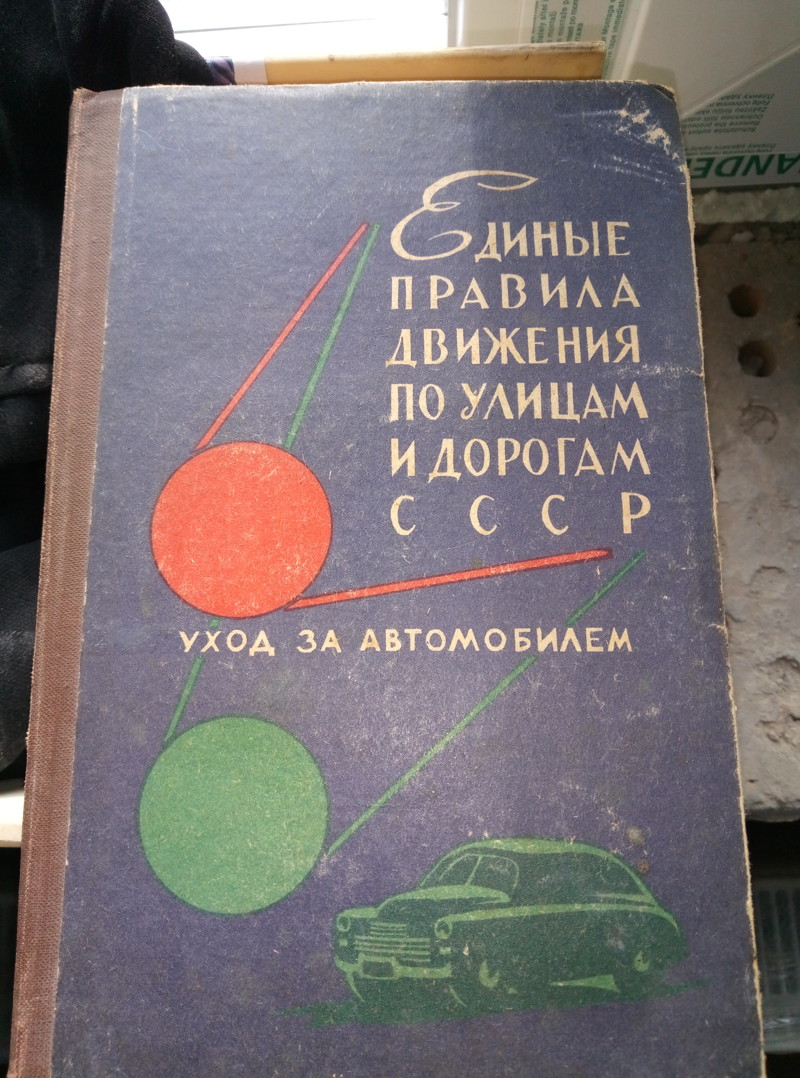 Единые
правила
движения
по улицам
и дорогам
СССР
уход за автомобилем